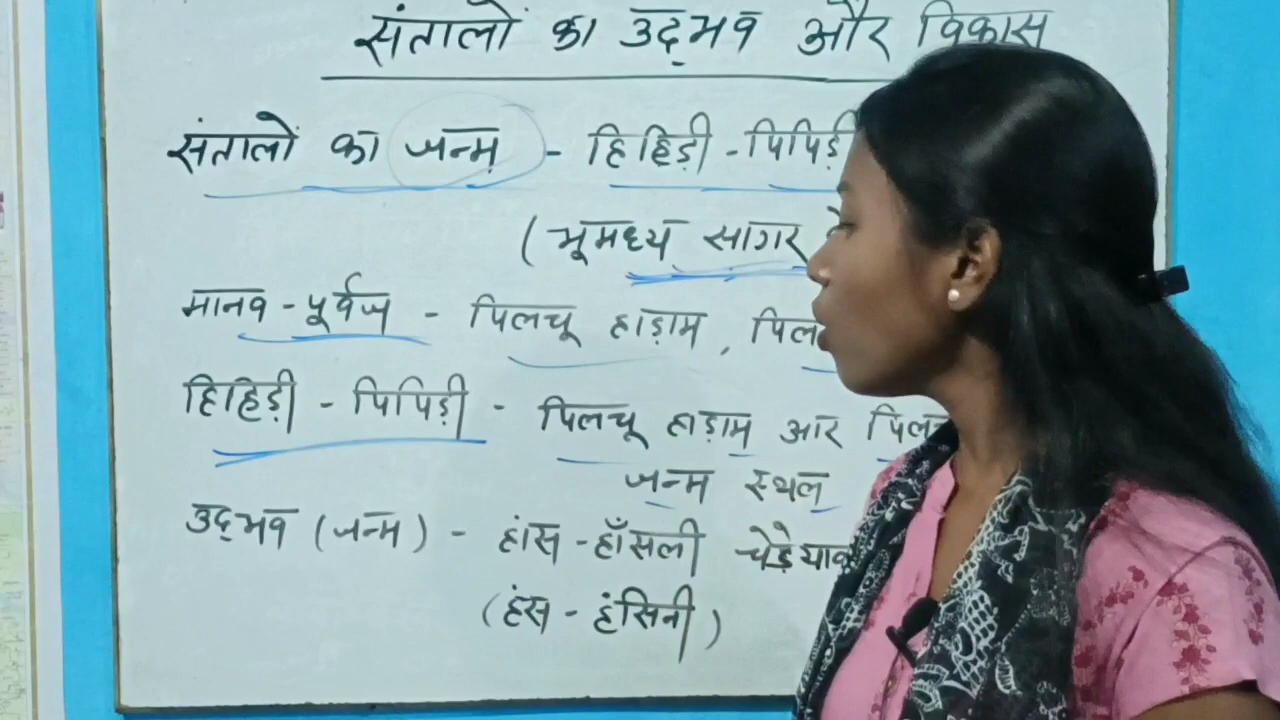 संतालों का उद्‌भव और विकास
संतालों का जन्म - हिहिड़ी - पिपिड़ी
( भूमध्य सागर
मानव - पूर्वज - पिलचू हाड़ाम ,
हिहिड़ी - पिपिड़ी - पिलचू हाड़ाम आर
जन्म स्थल
उद्‌भव ( जन्म ) - हांस - हाँसली
( हंस - हंसिनी )